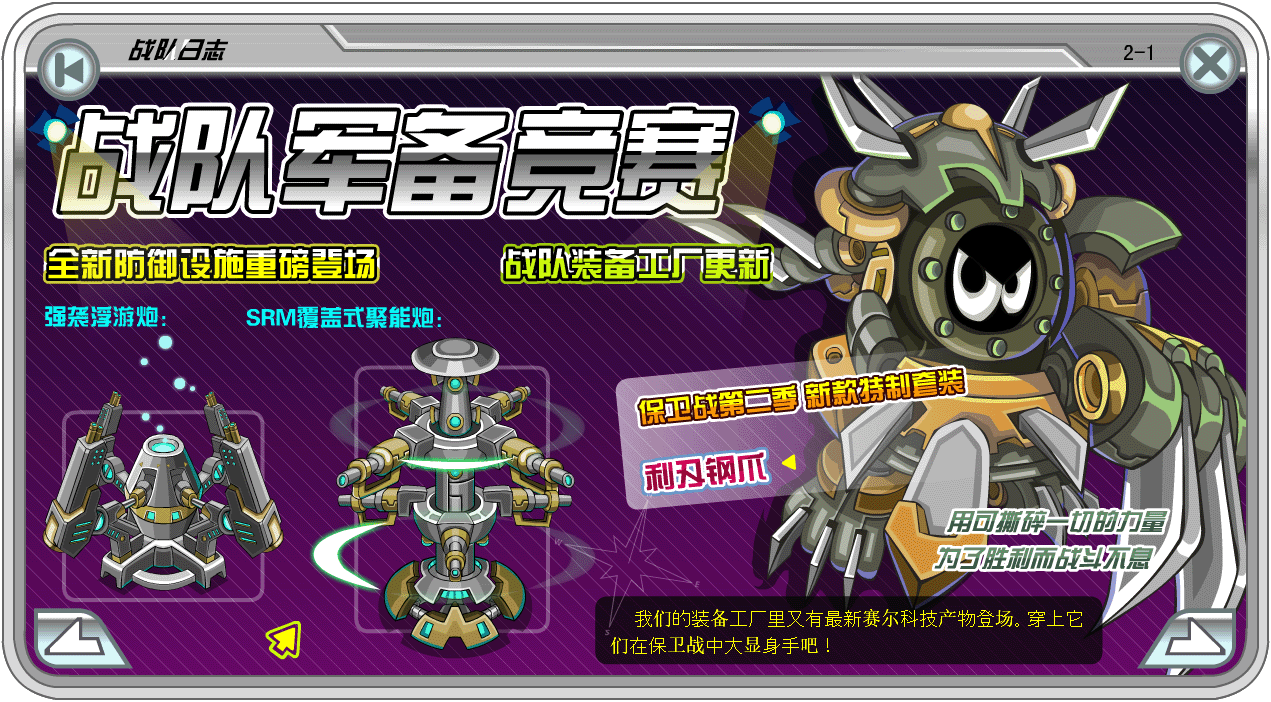 战队日志
2-1
战队军备竞赛
全新防御设施重磅登场
战队装备工厂更新
强袭浮游炮:
SRM覆盖式聚能炮:
保卫战第二季 新款特制套装
利刃钢爪
用可撕碎一切的力量
为了胜利而战斗不息
我们的装备工厂里又有最新赛尔科技产物登场。穿上它
们在保卫战中大显身手吧！